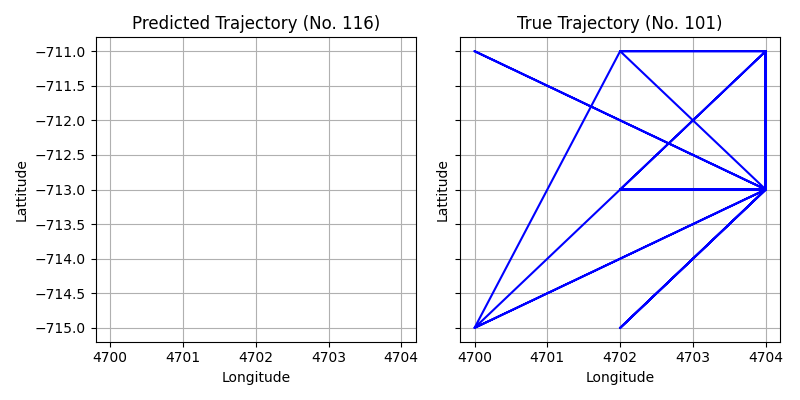 Predicted Trajectory (No. 116)
True Trajectory (No. 101)
−711.0
−711.5
−712.0
−712.5
−713.0
−713.5
−714.0
−714.5
−715.0
Lattitude
Lattitude
4700 4701 4702 4703 4704
4700 4701 4702 4703 4704
Longitude
Longitude